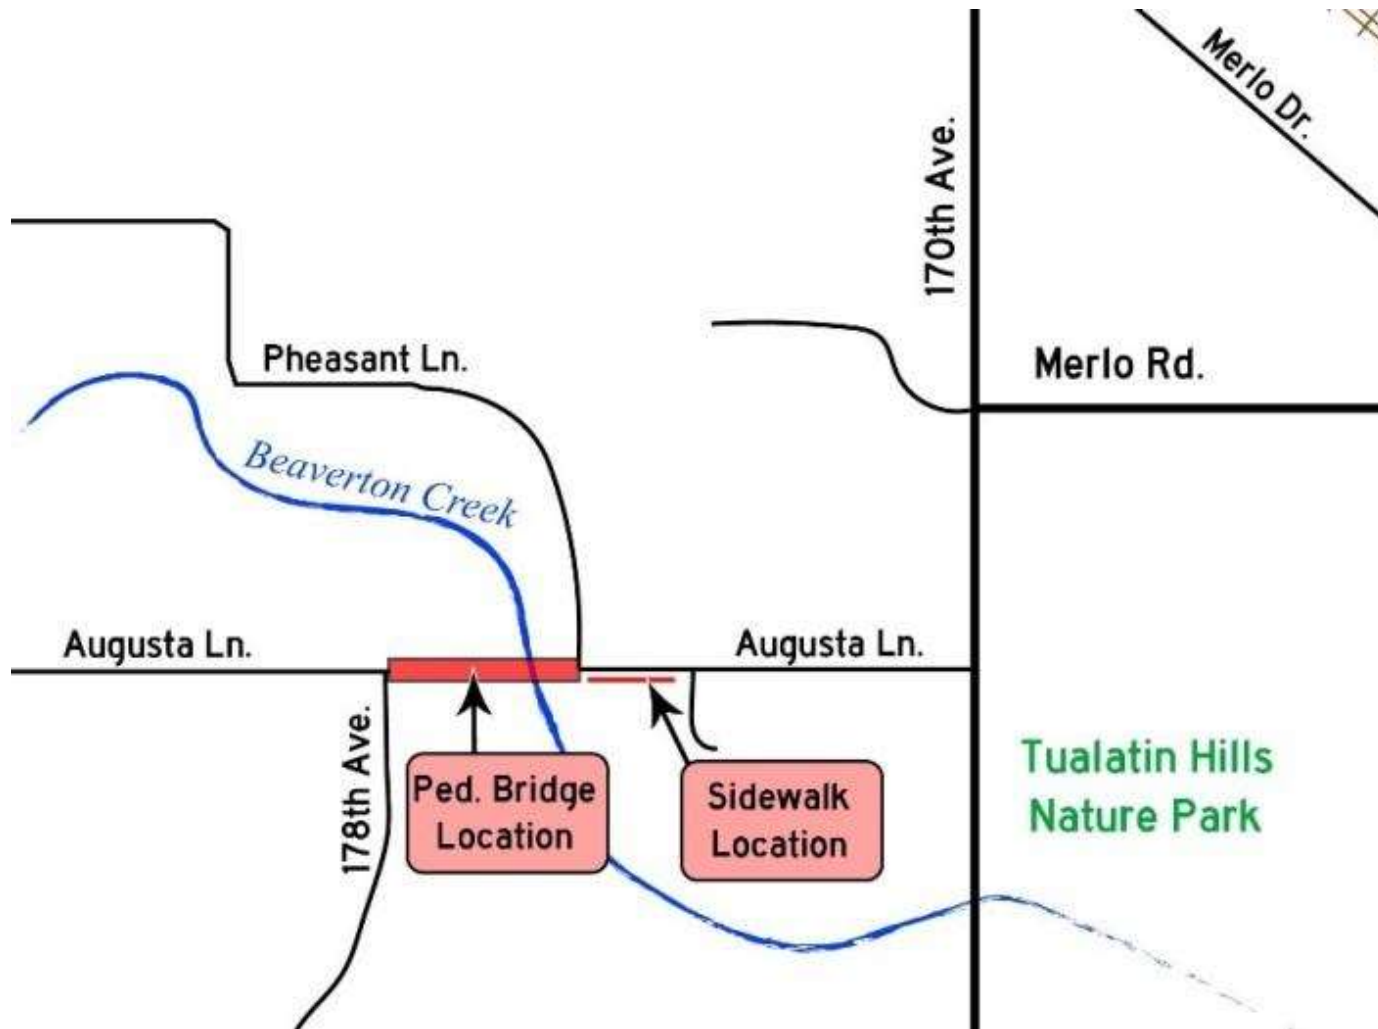 Merlo Dr.
170th Ave.
Pheasant Ln.
Merlo Rd.
Beaverton Creek
Augusta Ln.
Augusta Ln.
178th Ave.
Ped. Bridge
Location
Sidewalk
Location
Tualatin Hills
Nature Park